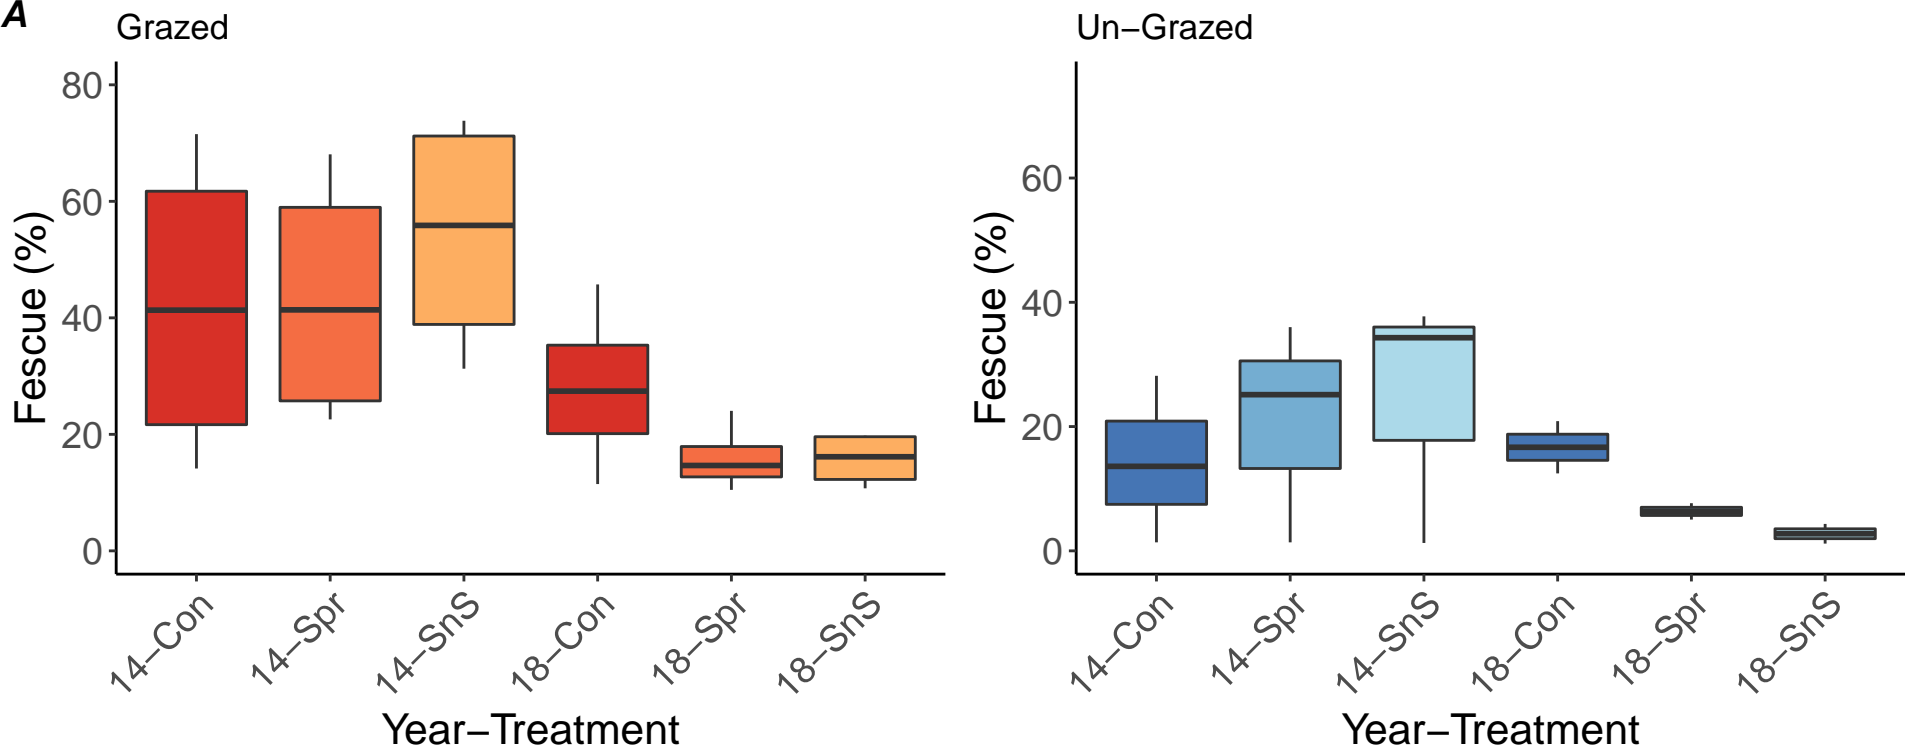 A
Grazed
Fescue (%)
80
60
40
20
0
14–Con
14–Spr
14–SnS
18–Con
18–Spr
18–SnS
Year–Treatment
Un–Grazed
Fescue (%)
60
40
20
0
14–Con
14–Spr
14–SnS
18–Con
18–Spr
18–SnS
Year–Treatment